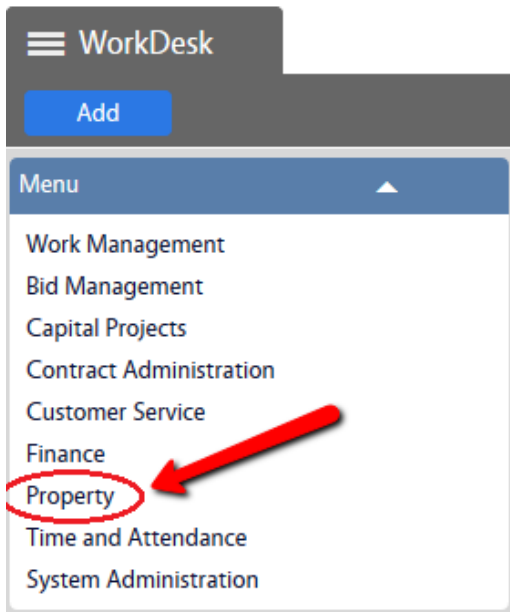 WorkDesk
Add
Menu
Work Management
Bid Management
Capital Projects
Contract Administration
Customer Service
Finance
Property
Time and Attendance
System Administration